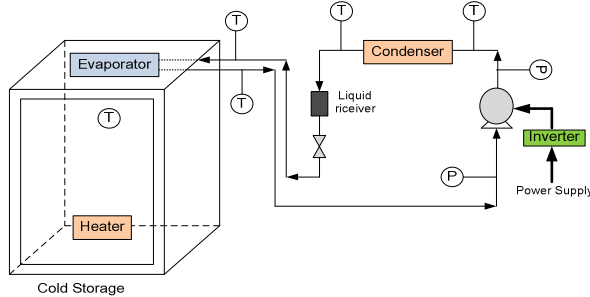 T
T
T
Condenser
Evaporator
P
T
Liquid
riceiver
T
Inverter
P
Power Supply
Heater
Cold Storage